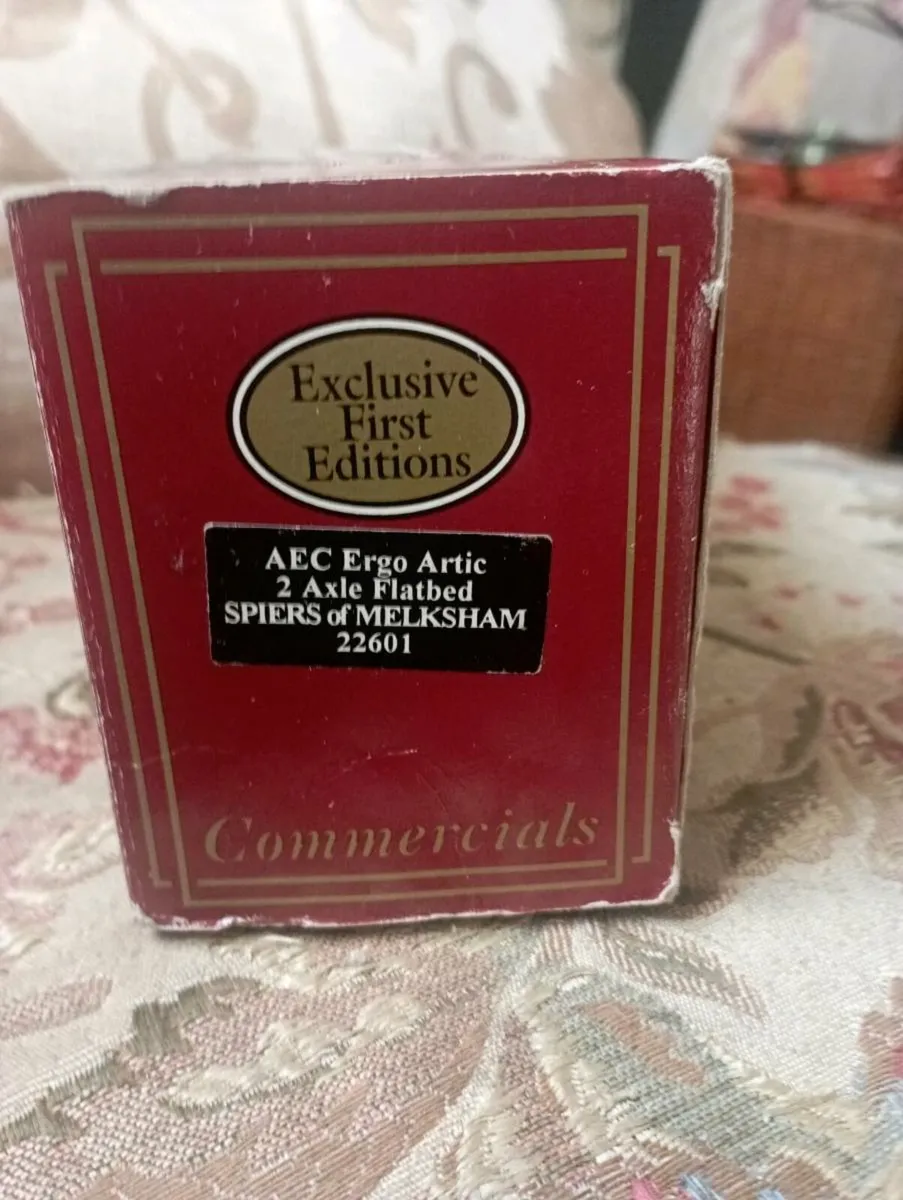 Exclusive
First
Editions
AEC Ergo Artic
2 Axle Flatbed
SPIERS of MELKSHAM
22601
Commercials